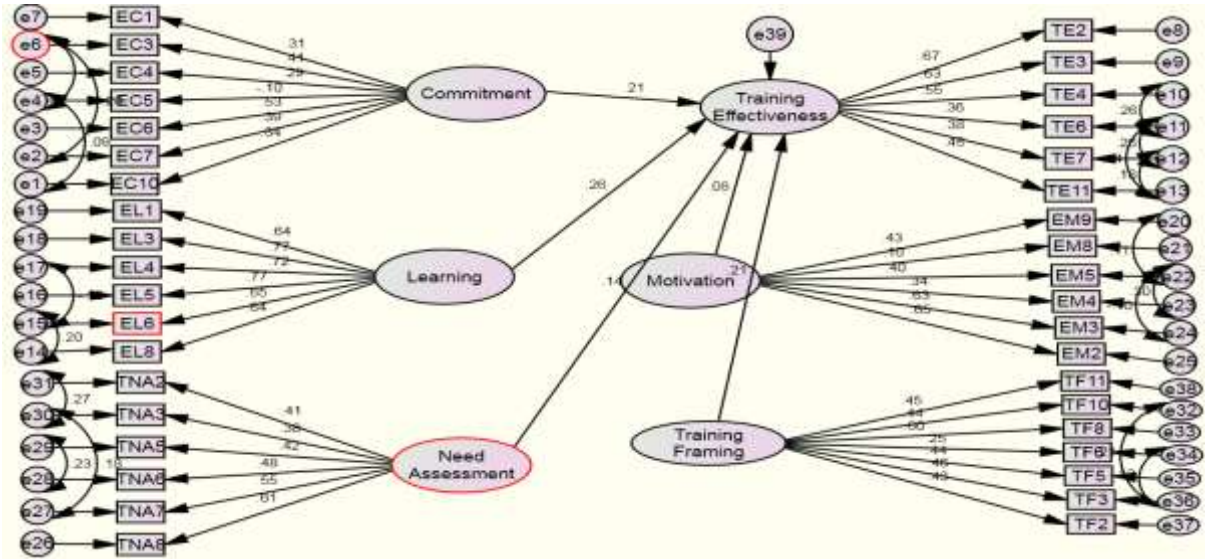 e7
EC1
e6
EC3
e5
EC4
e4
EC5
e3
EC6
e2
EC7
e1
EC10
.31
.41
.29
-.10
.53
.39
.64
.09
Commitment
.21
e39
Training
Effectiveness
.67
.63
.55
.36
.38
.45
TE2
e8
TE3
e9
TE4
e10
TE6
e11
TE7
e12
TE11
e13
.26
e19
EL1
e18
EL3
e17
EL4
e16
EL5
e15
EL6
e14
EL8
.20
.64
.77
.72
.77
.65
.64
Learning
.26
.08
.14
.21
Motivation
.43
.10
.40
.34
.63
.65
EM9
e20
EM8
e21
EM5
e22
EM4
e23
EM3
e24
EM2
e25
e31
TNA2
e30
TNA3
e29
TNA5
e28
TNA6
e27
TNA7
e26
TNA8
.27
.23
.13
.41
.38
.42
.48
.55
.61
Need
Assessment
Training
Framing
.45
.44
.60
.25
.44
.46
.43
TF11
e38
TF10
e32
TF8
e33
TF6
e34
TF5
e35
TF3
e36
TF2
e37